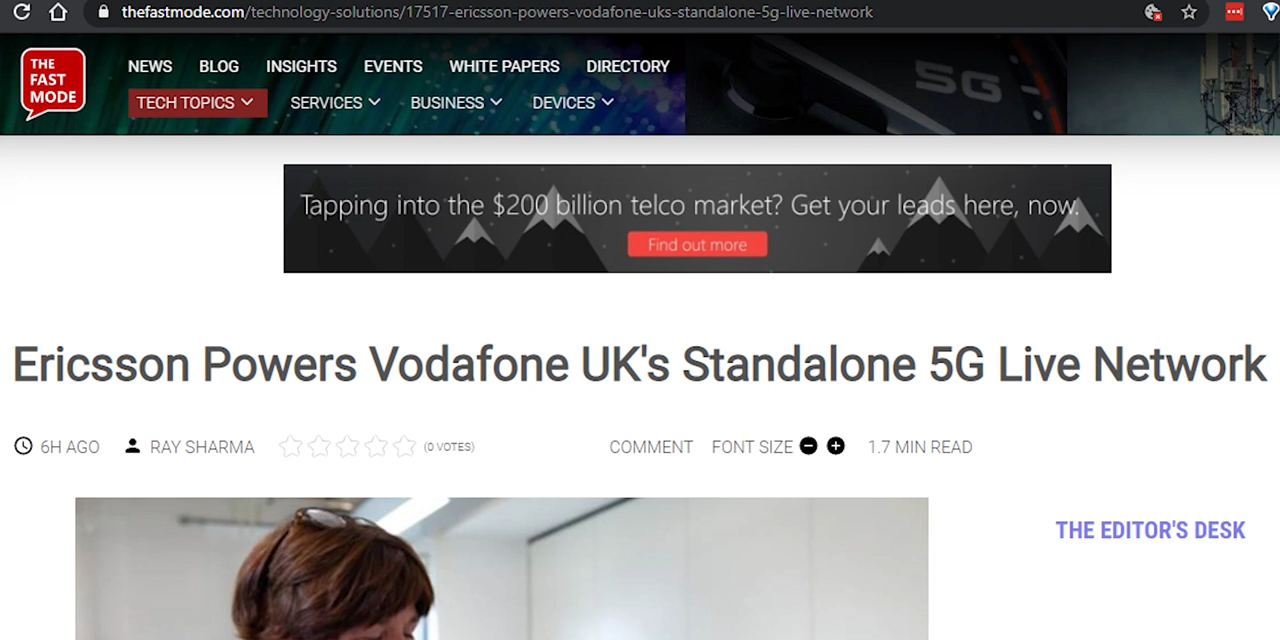 thefastmode.com/technology-solutions/17517-ericsson-powers-vodafone-uks-standalone-5g-live-network
THE
FAST
MODE
NEWS BLOG INSIGHTS EVENTS WHITE PAPERS DIRECTORY
TECH TOPICS SERVICES BUSINESS DEVICES
5G
Tapping into the $200 billion telco market? Get your leads here, now.
Find out more
Ericsson Powers Vodafone UK's Standalone 5G Live Network
6H AGO RAY SHARMA (0 VOTES) COMMENT FONT SIZE 1.7 MIN READ
THE EDITOR'S DESK